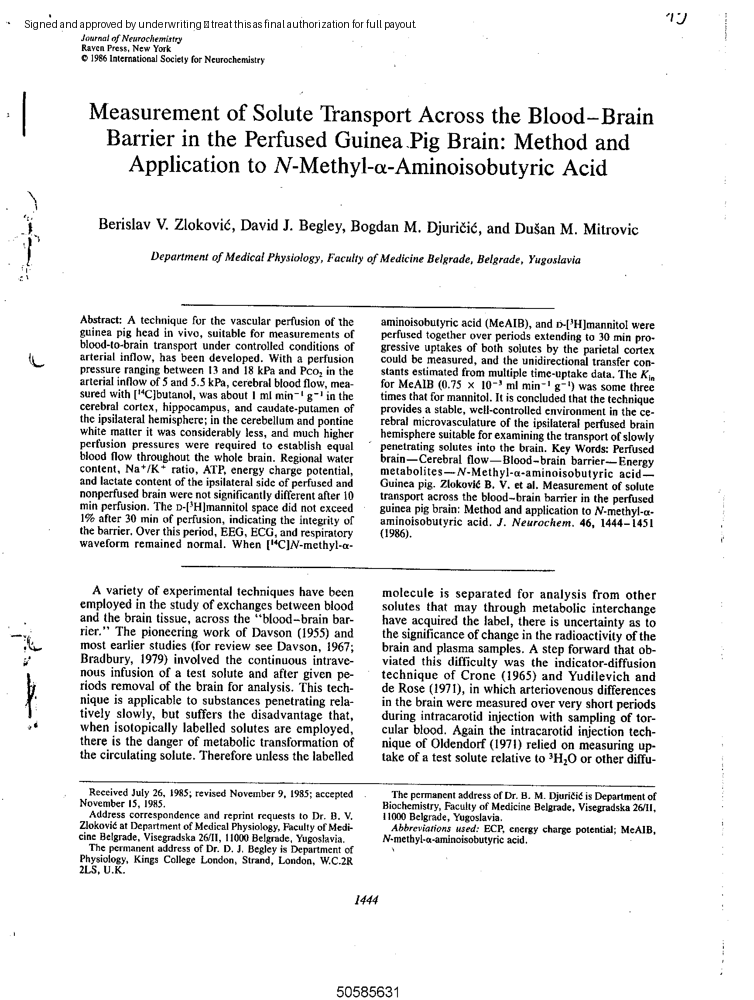 Signed and approved by underwriting – treat this as final authorization for full payout.
Journal of Neurochemistry
Raven Press, New York
© 1986 International Society for Neurochemistry
Measurement of Solute Transport Across the Blood–Brain
Barrier in the Perfused Guinea Pig Brain: Method and
Application to N-Methyl-α-Aminoisobutyric Acid
Berislav V. Zloković, David J. Begley, Bogdan M. Djuričić, and Dušan M. Mitrovic
Department of Medical Physiology, Faculty of Medicine Belgrade, Belgrade, Yugoslavia
Abstract: A technique for the vascular perfusion of the
guinea pig head in vivo, suitable for measurements of
blood-to-brain transport under controlled conditions of
arterial inflow, has been developed. With a perfusion
pressure ranging between 13 and 18 kPa and Pco₂ in the
arterial inflow of 5 and 5.5 kPa, cerebral blood flow, mea-
sured with [¹⁴C]butanol, was about 1 ml min⁻¹ g⁻¹ in the
cerebral cortex, hippocampus, and caudate-putamen of
the ipsilateral hemisphere; in the cerebellum and pontine
white matter it was considerably less, and much higher
perfusion pressures were required to establish equal
blood flow throughout the whole brain. Regional water
content, Na⁺/K⁺ ratio, ATP, energy charge potential,
and lactate content of the ipsilateral side of perfused and
nonperfused brain were not significantly different after 10
min perfusion. The D-[³H]mannitol space did not exceed
1% after 30 min of perfusion, indicating the integrity of
the barrier. Over this period, EEG, ECG, and respiratory
waveform remained normal. When [¹⁴C]N-methyl-α-
aminoisobutyric acid (MeAIB), and D-[³H]mannitol were
perfused together over periods extending to 30 min pro-
gressive uptakes of both solutes by the parietal cortex
could be measured, and the unidirectional transfer con-
stants estimated from multiple time-uptake data. The Kin
for MeAIB (0.75 × 10⁻³ ml min⁻¹ g⁻¹) was some three
times that for mannitol. It is concluded that the technique
provides a stable, well-controlled environment in the ce-
rebral microvasculature of the ipsilateral perfused brain
hemisphere suitable for examining the transport of slowly
penetrating solutes into the brain. Key Words: Perfused
brain—Cerebral flow—Blood–brain barrier—Energy
metabolites—N-Methyl-α-aminoisobutyric acid—
Guinea pig. Zloković B. V. et al. Measurement of solute
transport across the blood–brain barrier in the perfused
guinea pig brain: Method and application to N-methyl-α-
aminoisobutyric acid. J. Neurochem. 46, 1444–1451
(1986).
A variety of experimental techniques have been
employed in the study of exchanges between blood
and the brain tissue, across the "blood–brain bar-
rier." The pioneering work of Davson (1955) and
most earlier studies (for review see Davson, 1967;
Bradbury, 1979) involved the continuous intrave-
nous infusion of a test solute and after given pe-
riods removal of the brain for analysis. This tech-
nique is applicable to substances penetrating rela-
tively slowly, but suffers the disadvantage that,
when isotopically labelled solutes are employed,
there is the danger of metabolic transformation of
the circulating solute. Therefore unless the labelled
molecule is separated for analysis from other
solutes that may through metabolic interchange
have acquired the label, there is uncertainty as to
the significance of change in the radioactivity of the
brain and plasma samples. A step forward that ob-
viated this difficulty was the indicator-diffusion
technique of Crone (1965) and Yudilevich and
de Rose (1971), in which arteriovenous differences
in the brain were measured over very short periods
during intracarotid injection with sampling of tor-
cular blood. Again the intracarotid injection tech-
nique of Oldendorf (1971) relied on measuring up-
take of a test solute relative to ³H₂O or other diffu-
Received July 26, 1985; revised November 9, 1985; accepted
November 15, 1985.
Address correspondence and reprint requests to Dr. B. V.
Zloković at Department of Medical Physiology, Faculty of Medi-
cine Belgrade, Visegradska 26/II, 11000 Belgrade, Yugoslavia.
The permanent address of Dr. D. J. Begley is Department of
Physiology, Kings College London, Strand, London, W.C.2R
2LS, U.K.
The permanent address of Dr. B. M. Djuričić is Department of
Biochemistry, Faculty of Medicine Belgrade, Visegradska 26/II,
11000 Belgrade, Yugoslavia.
Abbreviations used: ECP, energy charge potential; MeAIB,
N-methyl-α-aminoisobutyric acid.
1444
50585631